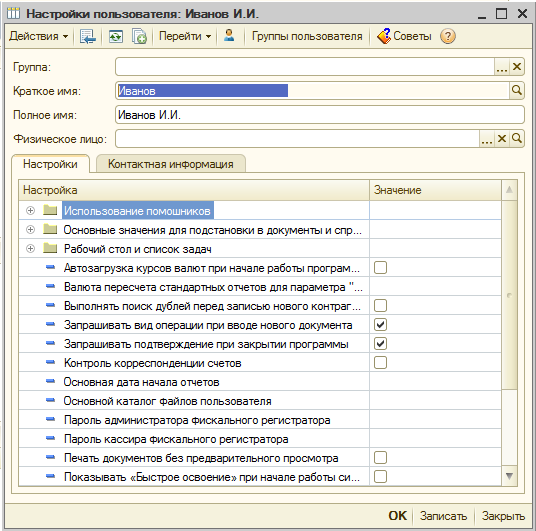 Настройки пользователя: Иванов И.И.
Действия Перейти Группы пользователя Советы
Группа:
Краткое имя: Иванов
Полное имя: Иванов И.И.
Физическое лицо:
Настройки Контактная информация
Настройка Значение
Использование помошников
Основные значения для подстановки в документы и спр...
Рабочий стол и список задач
Автозагрузка курсов валют при начале работы програм...
Валюта пересчета стандартных отчетов для параметра "...
Выполнять поиск дублей перед записью нового контраг...
Запрашивать вид операции при вводе нового документа
Запрашивать подтверждение при закрытии программы
Контроль корреспонденции счетов
Основная дата начала отчетов
Основной каталог файлов пользователя
Пароль администратора фискального регистратора
Пароль кассира фискального регистратора
Печать документов без предварительного просмотра
Показывать «Быстрое освоение» при начале работы си...
OK Записать Закрыть